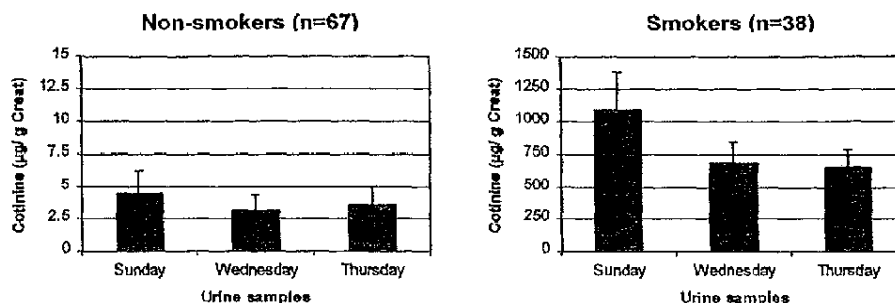 Non-smokers (n=67)
Cotinine (µg/ g Creat)
15
12.5
10
7.5
5
2.5
0
Sunday Wednesday Thursday
Urine samples
Smokers (n=38)
Cotinine (µg/ g Creat)
1500
1250
1000
750
500
250
0
Sunday Wednesday Thursday
Urine samples